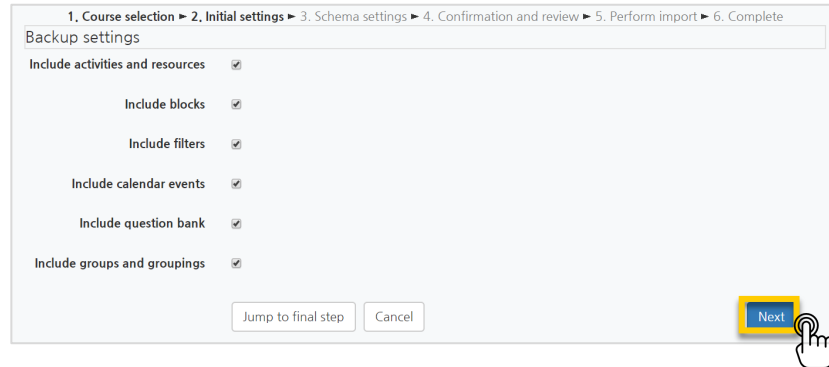 1. Course selection ► 2. Initial settings ► 3. Schema settings ► 4. Confirmation and review ► 5. Perform import ► 6. Complete
Backup settings
Include activities and resources
Include blocks
Include filters
Include calendar events
Include question bank
Include groups and groupings
Jump to final step Cancel Next